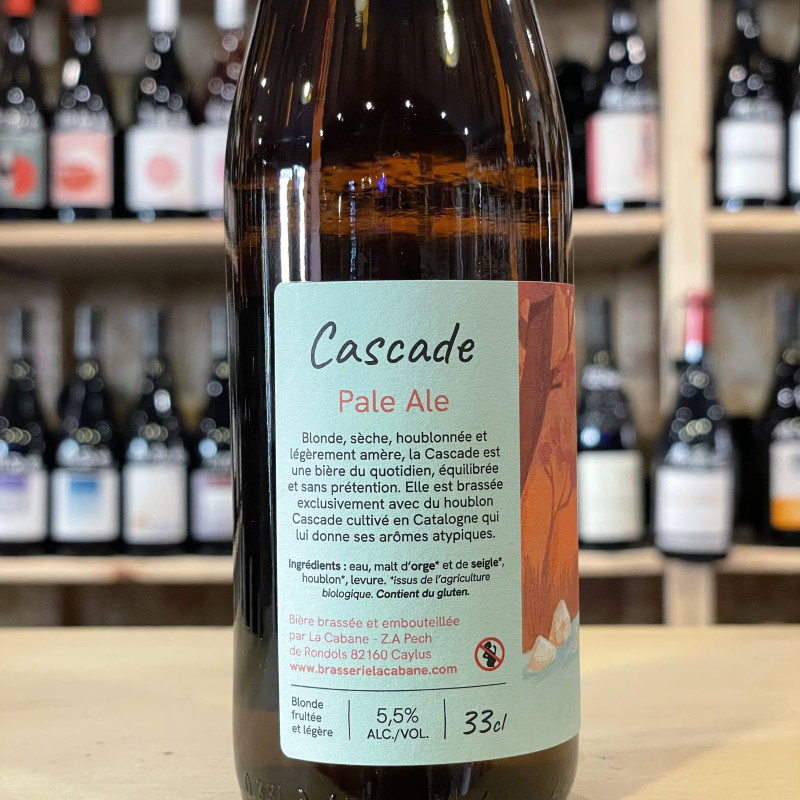 Cascade
Pale Ale
Blonde, sèche, houblonnée et
légèrement amère, la Cascade est
une bière du quotidien, équilibrée
et sans prétention. Elle est brassée
exclusivement avec du houblon
Cascade cultivé en Catalogne qui
lui donne ses arômes atypiques.
Ingrédients : eau, malt d'orge* et de seigle*,
houblon*, levure. *issus de l'agriculture
biologique. Contient du gluten.
Bière brassée et embouteillée
par La Cabane - Z.A Pech
de Rondols 82160 Caylus
www.brasserielacabane.com
Blonde
fruitée
et légère
5,5%
ALC./VOL.
33cl